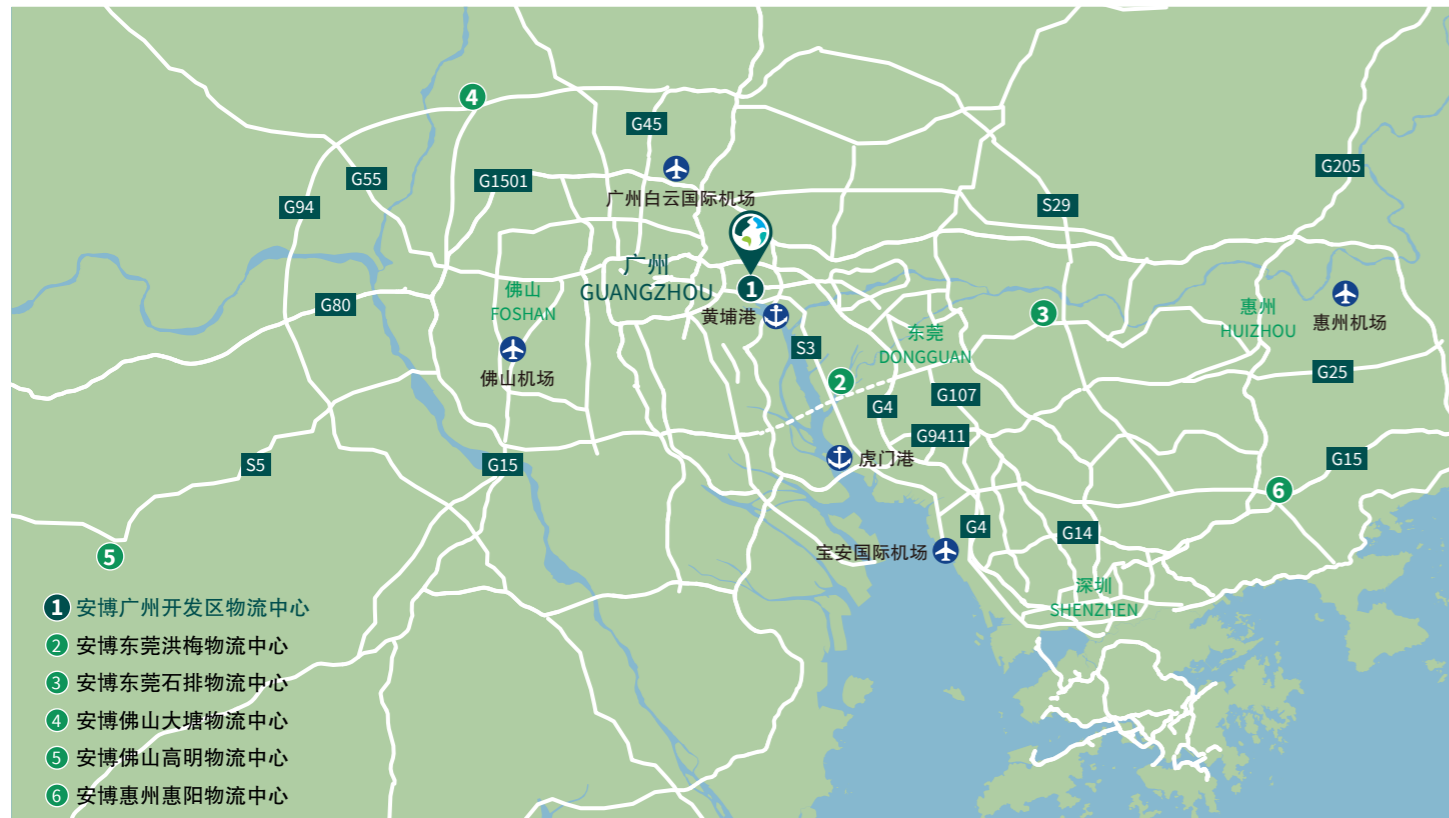 4
G45
G55
G1501
G205
G94
广州白云国际机场
S29
广州
GUANGZHOU
1
佛山
FOSHAN
G80
黄埔港
3
惠州
HUIZHOU
惠州机场
S3
东莞
DONGGUAN
佛山机场
2
G25
G4
G107
G9411
S5
G15
虎门港
G15
6
G4
G14
宝安国际机场
5
深圳
SHENZHEN
1 安博广州开发区物流中心
2 安博东莞洪梅物流中心
3 安博东莞石排物流中心
4 安博佛山大塘物流中心
5 安博佛山高明物流中心
6 安博惠州惠阳物流中心